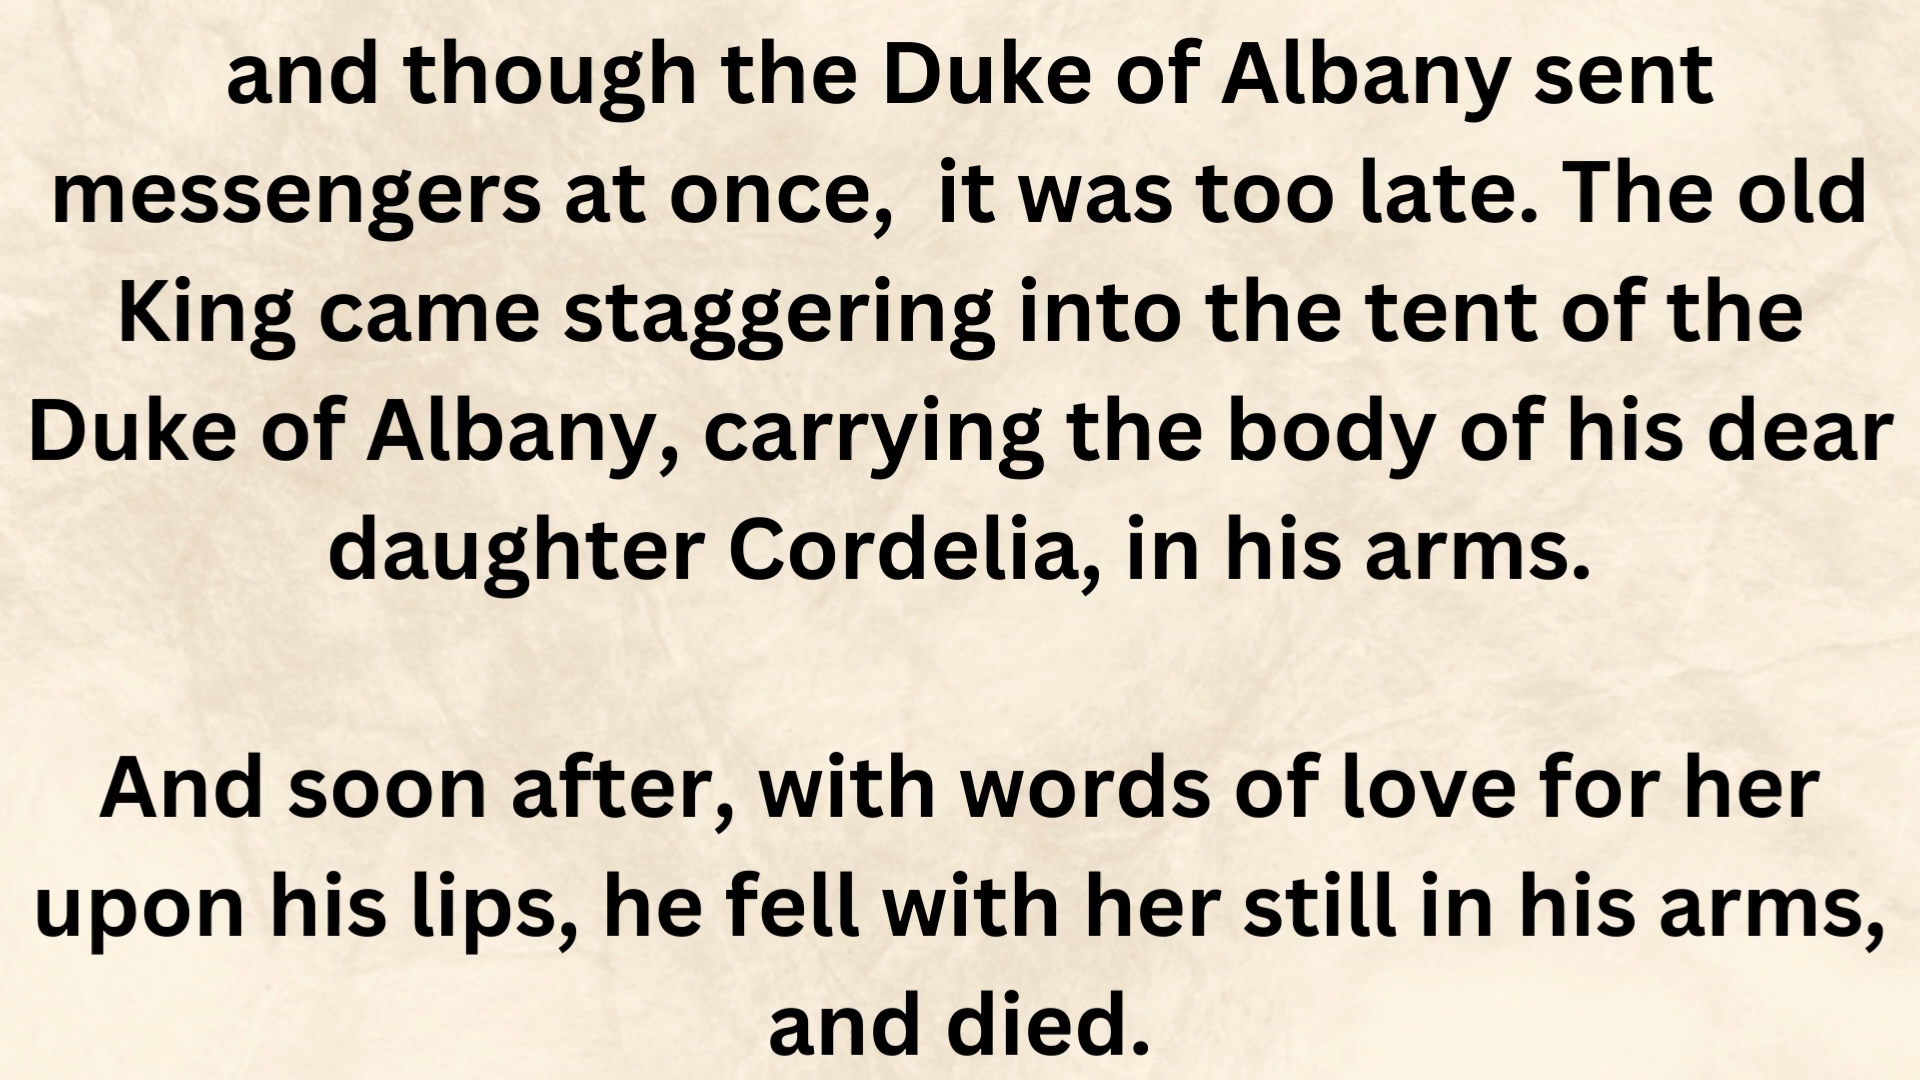 and though the Duke of Albany sent
messengers at once,  it was too late. The old
King came staggering into the tent of the
Duke of Albany, carrying the body of his dear
daughter Cordelia, in his arms.
And soon after, with words of love for her
upon his lips, he fell with her still in his arms,
and died.